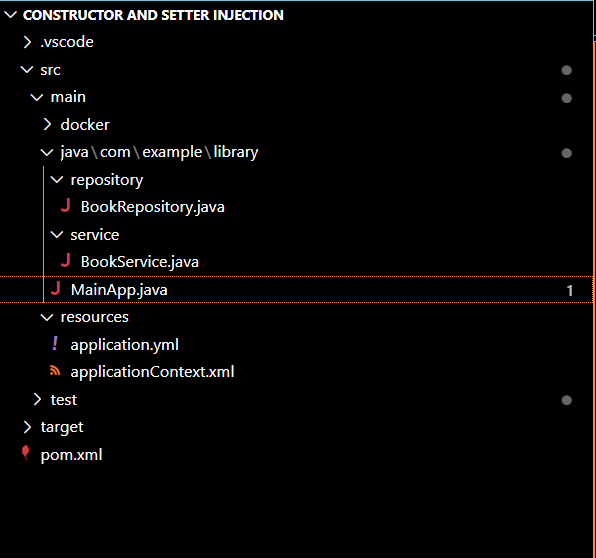 CONSTRUCTOR AND SETTER INJECTION
.vscode
src
main
docker
java\com\example\library
repository
BookRepository.java
service
BookService.java
MainApp.java 1
resources
application.yml
applicationContext.xml
test
target
pom.xml